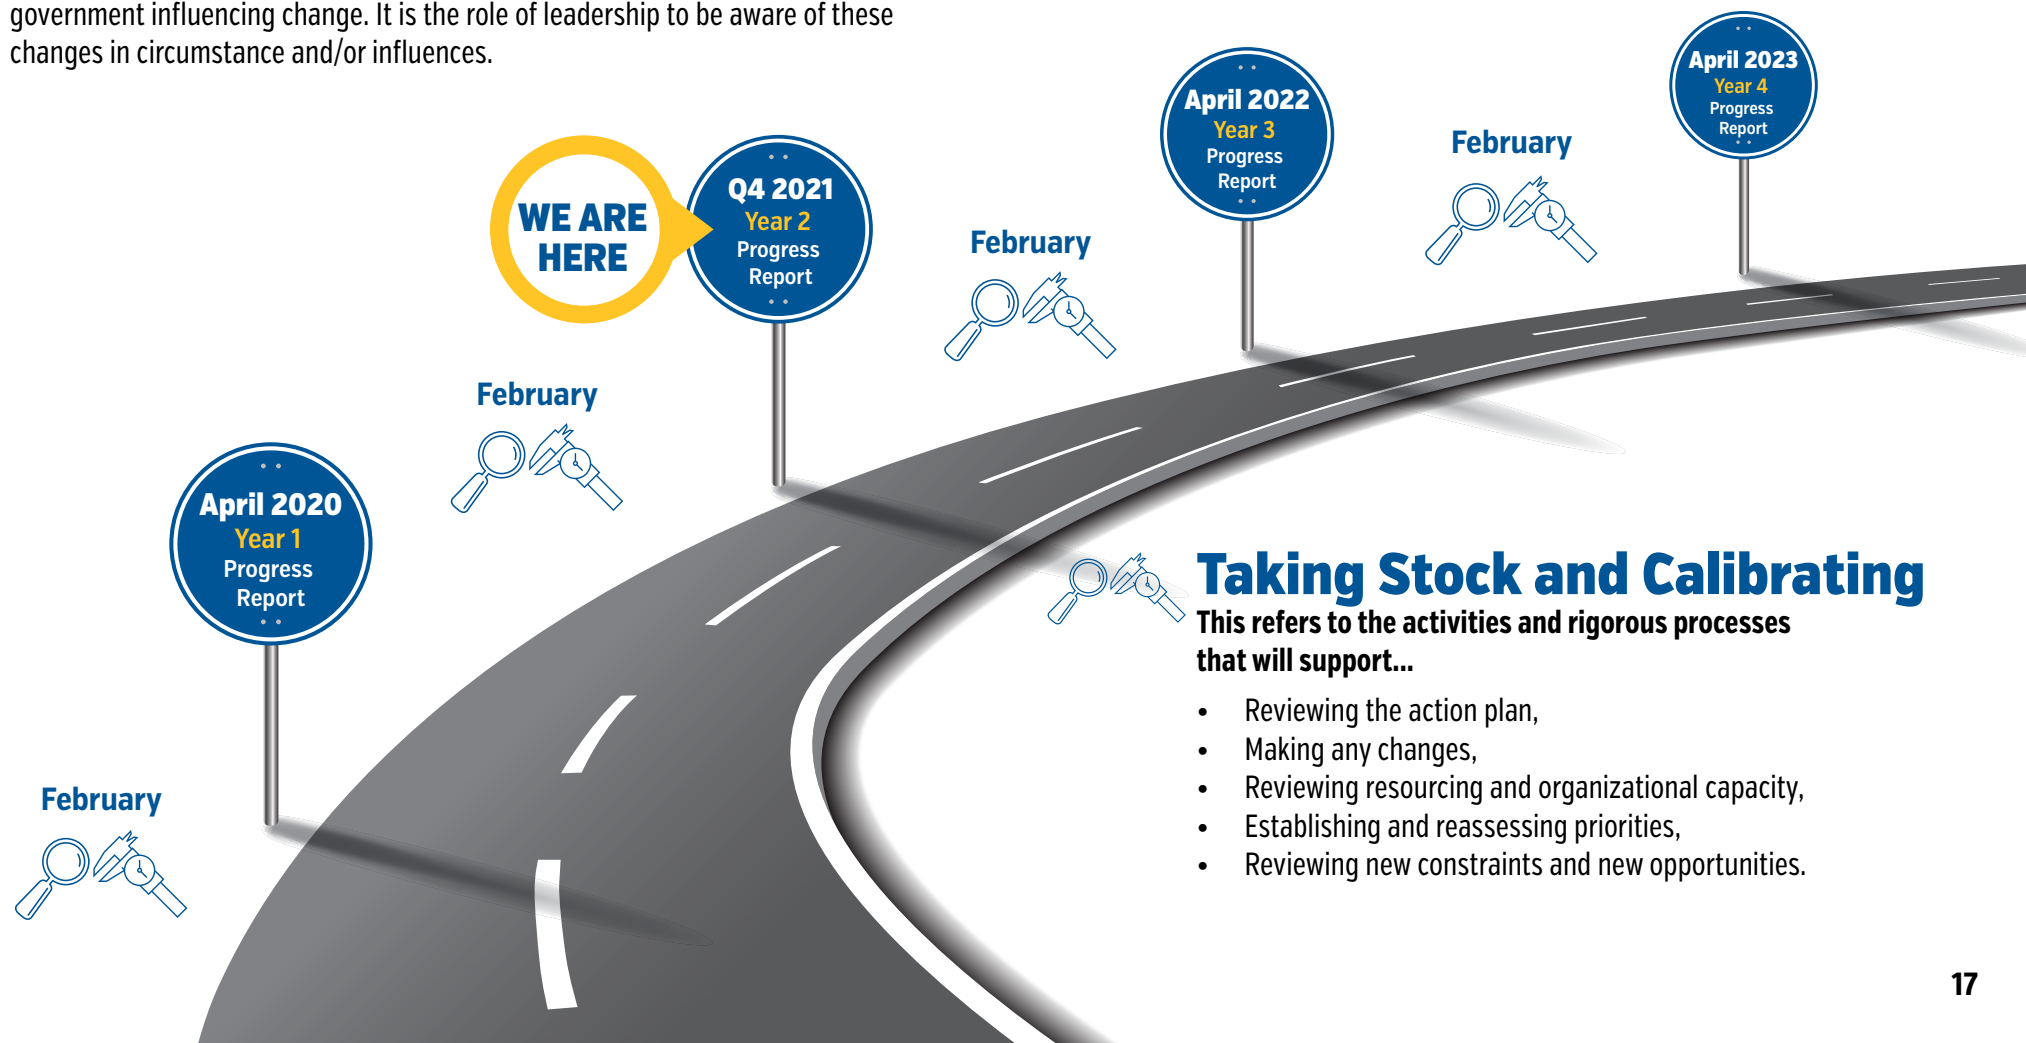 government influencing change. It is the role of leadership to be aware of these
changes in circumstance and/or influences.
April 2023
Year 4
Progress
Report
April 2022
Year 3
Progress
Report
February
WE ARE
HERE
Q4 2021
Year 2
Progress
Report
February
February
April 2020
Year 1
Progress
Report
February
Taking Stock and Calibrating
This refers to the activities and rigorous processes
that will support...
• Reviewing the action plan,
• Making any changes,
• Reviewing resourcing and organizational capacity,
• Establishing and reassessing priorities,
• Reviewing new constraints and new opportunities.
17